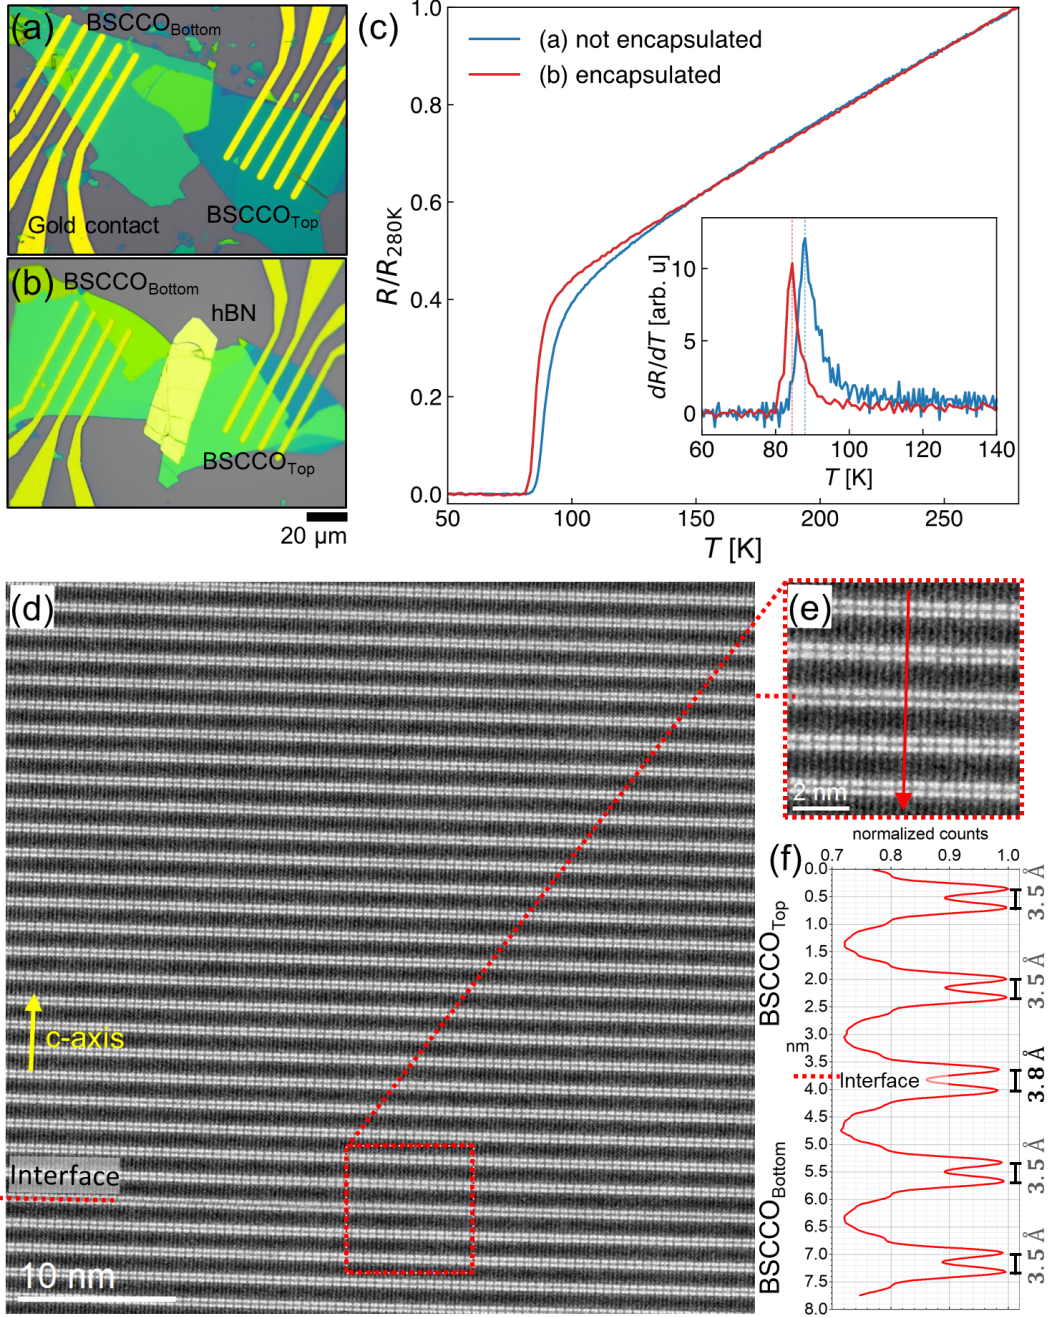 (a)
BSCCO_Bottom
Gold contact
BSCCO_Top
(b)
BSCCO_Bottom
hBN
BSCCO_Top
20 µm
(c)
(a) not encapsulated
(b) encapsulated
R/R_280K
1.0
0.8
0.6
0.4
0.2
0.0
50
100
150
200
250
T [K]
dR/dT [arb. u]
10
5
0
60
80
100
120
140
T [K]
(d)
c-axis
Interface
10 nm
(e)
2 nm
(f)
normalized counts
0.7
0.8
0.9
1.0
0.0
0.5
1.0
1.5
2.0
2.5
3.0
nm
3.5
4.0
4.5
5.0
5.5
6.0
6.5
7.0
7.5
8.0
BSCCO_Top
Interface
BSCCO_Bottom
3.5 Å
3.5 Å
3.8 Å
3.5 Å
3.5 Å